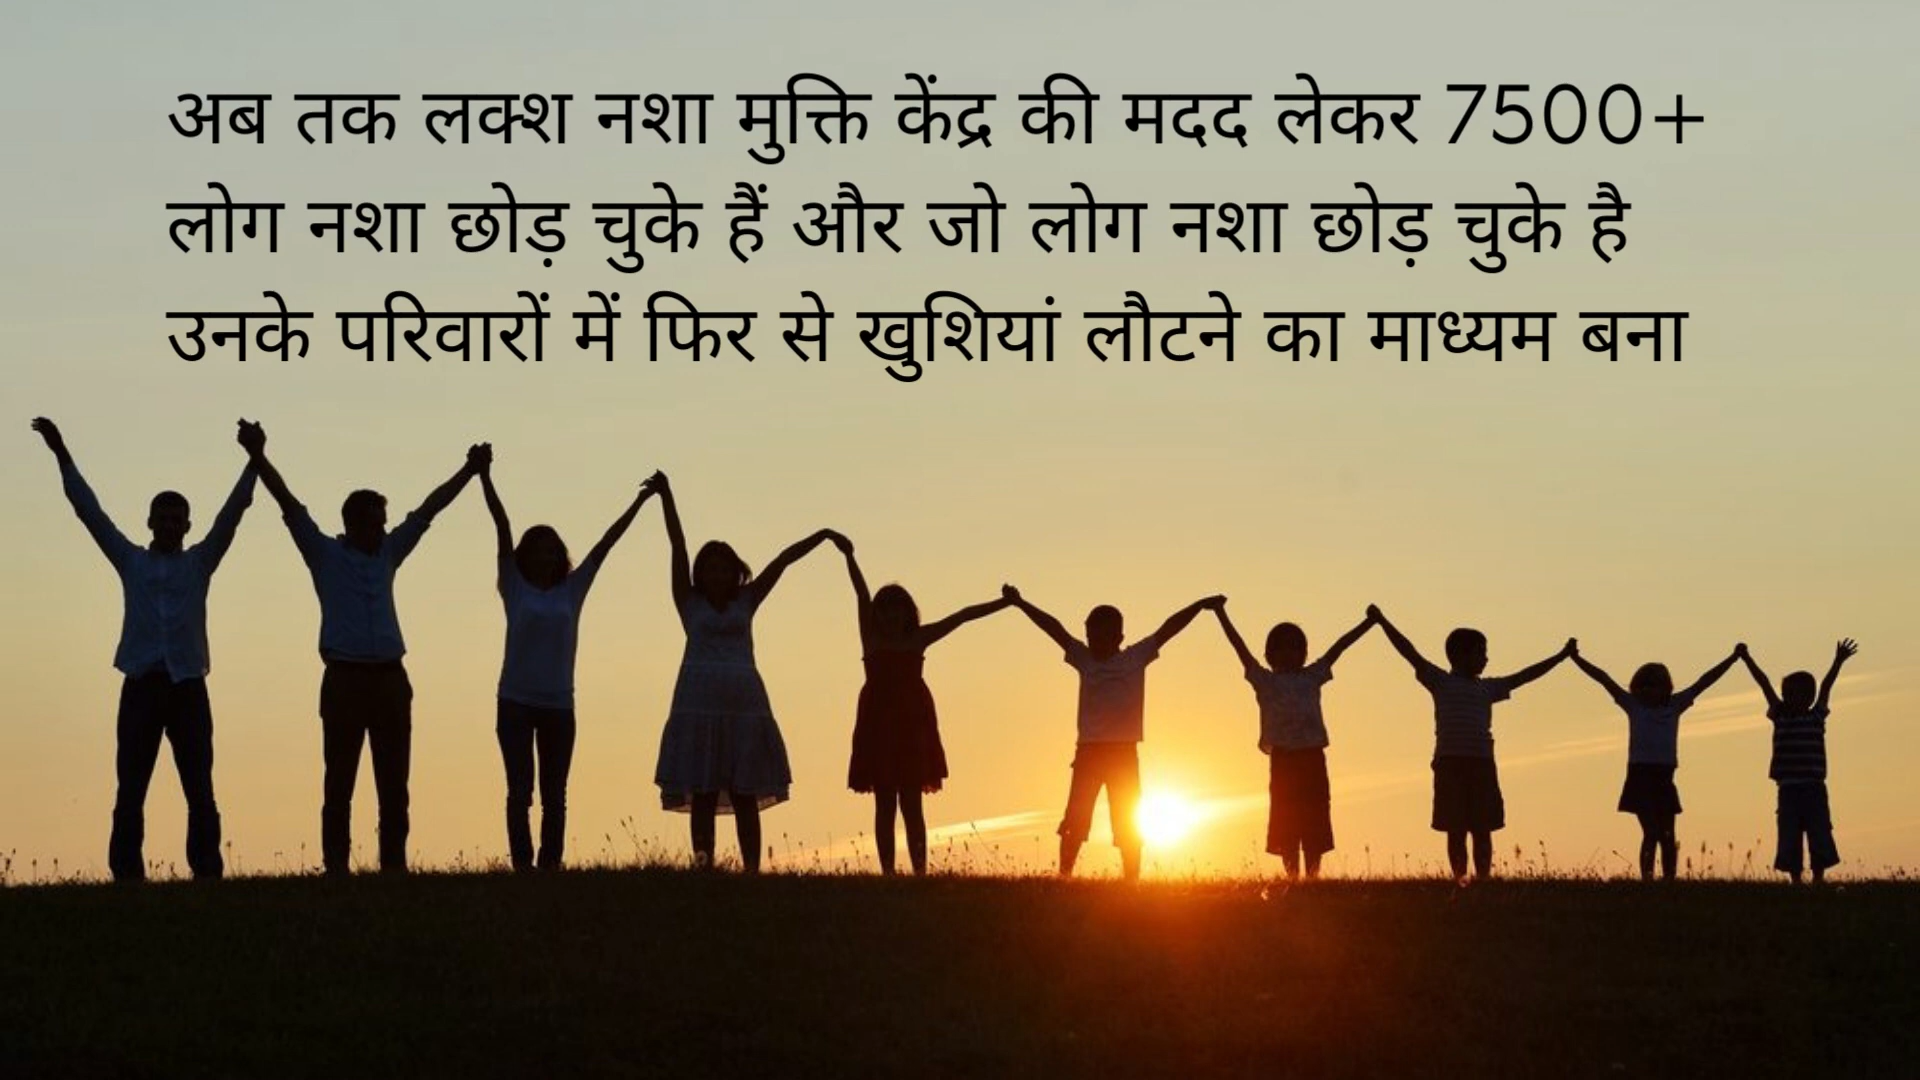 अब तक लक्श नशा मुक्ति केंद्र की मदद लेकर 7500+
लोग नशा छोड़ चुके हैं और जो लोग नशा छोड़ चुके है
उनके परिवारों में फिर से खुशियां लौटने का माध्यम बना